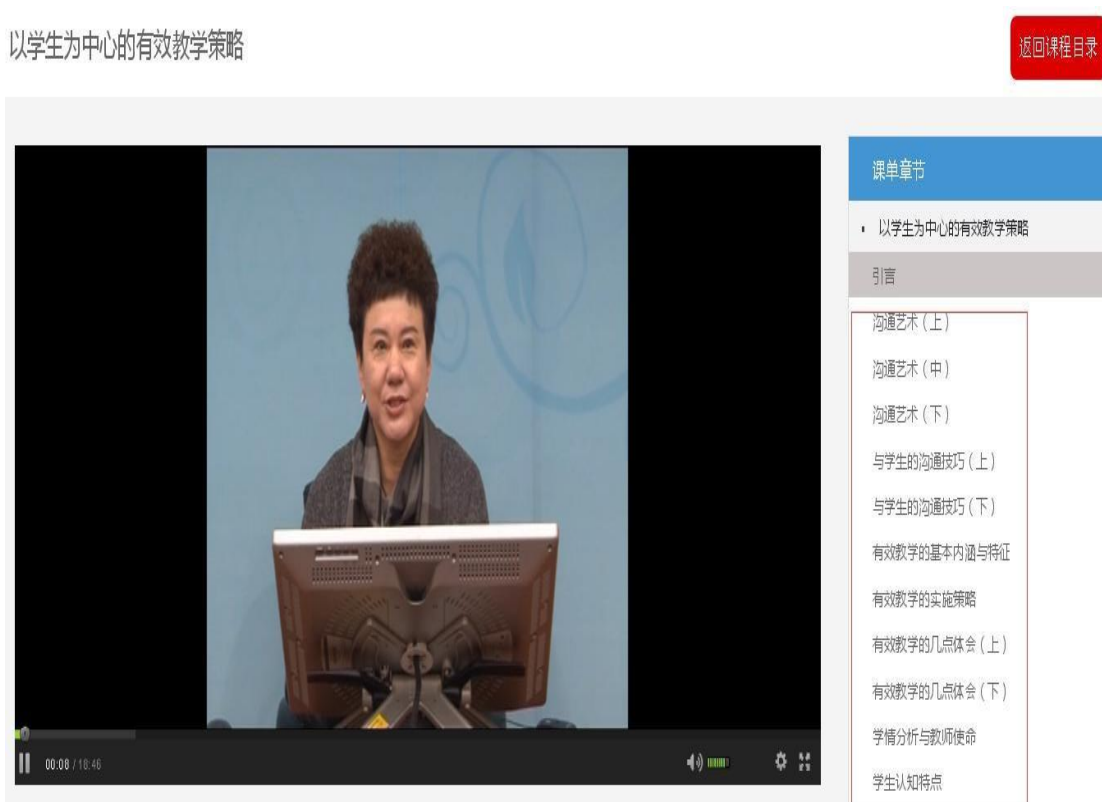 以学生为中心的有效教学策略
返回课程目录
课单章节
▪ 以学生为中心的有效教学策略
引言
沟通艺术（上）
沟通艺术（中）
沟通艺术（下）
与学生的沟通技巧（上）
与学生的沟通技巧（下）
有效教学的基本内涵与特征
有效教学的实施策略
有效教学的几点体会（上）
有效教学的几点体会（下）
学情分析与教师使命
学生认知特点
00:08 / 18:46